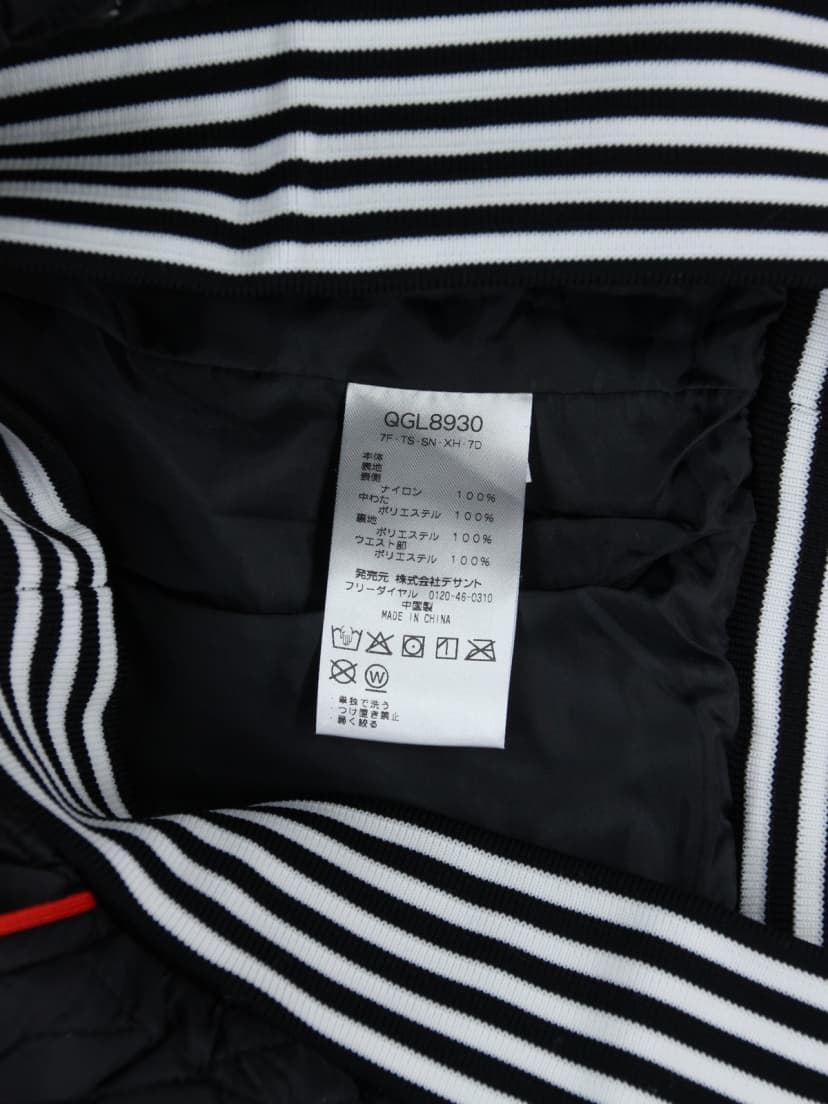 QGL8930
7F・TS・SN・XH・7D
本体
表地
表側
ナイロン 100%
中わた
ポリエステル 100%
裏地
ポリエステル 100%
ウエスト部
ポリエステル 100%
発売元 株式会社デサント
フリーダイヤル 0120-46-0310
中国製
MADE IN CHINA
W
・単独で洗う
・つけ置き禁止
・弱く絞る